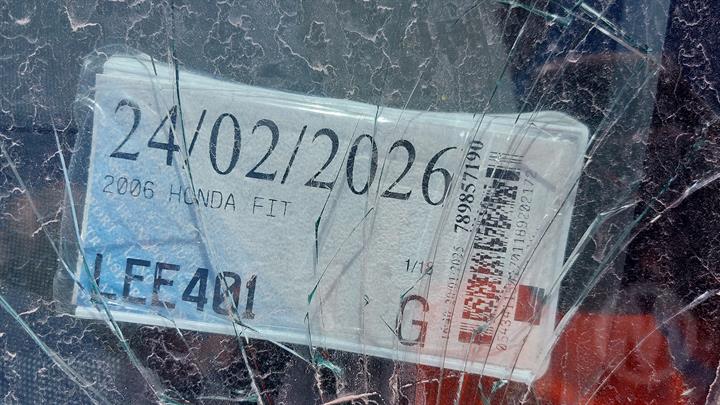 24/02/2026
2006 HONDA FIT
LEE401
1/12
G
789857190